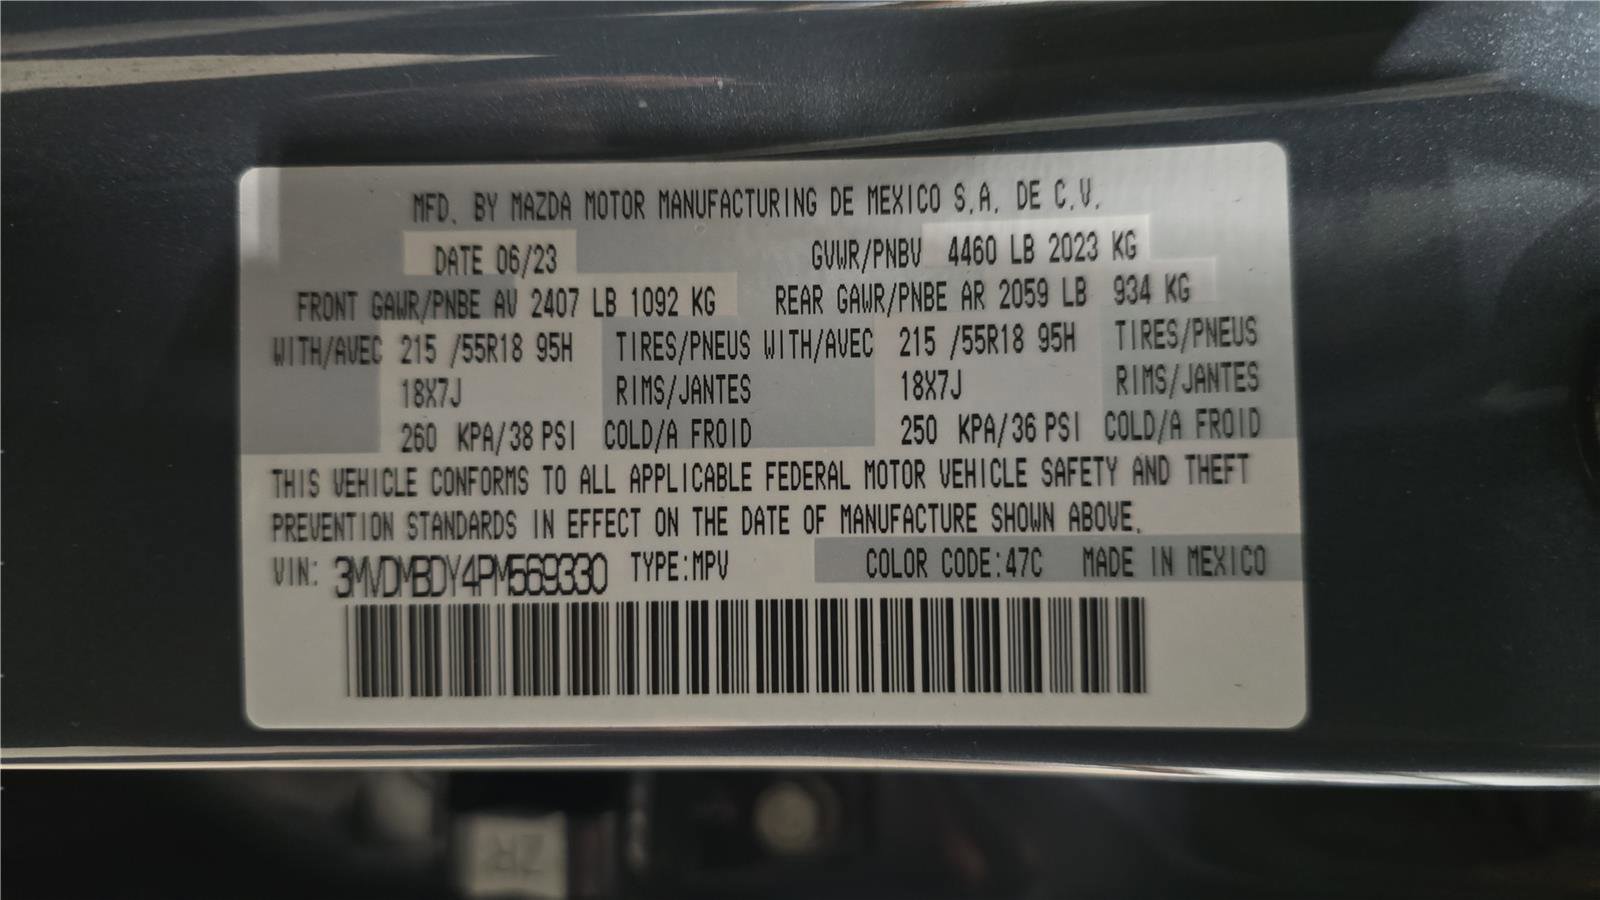 MFD. BY MAZDA MOTOR MANUFACTURING DE MEXICO S.A. DE C.V.
DATE 06/23 GVWR/PNBV 4460 LB 2023 KG
FRONT GAWR/PNBE AV 2407 LB 1092 KG REAR GAWR/PNBE AR 2059 LB 934 KG
WITH/AVEC 215 /55R18 95H TIRES/PNEUS WITH/AVEC 215 /55R18 95H TIRES/PNEUS
18X7J RIMS/JANTES 18X7J RIMS/JANTES
260 KPA/38 PSI COLD/A FROID 250 KPA/36 PSI COLD/A FROID
THIS VEHICLE CONFORMS TO ALL APPLICABLE FEDERAL MOTOR VEHICLE SAFETY AND THEFT
PREVENTION STANDARDS IN EFFECT ON THE DATE OF MANUFACTURE SHOWN ABOVE.
VIN: 3MVDMBDY4PM569330 TYPE:MPV COLOR CODE:47C MADE IN MEXICO